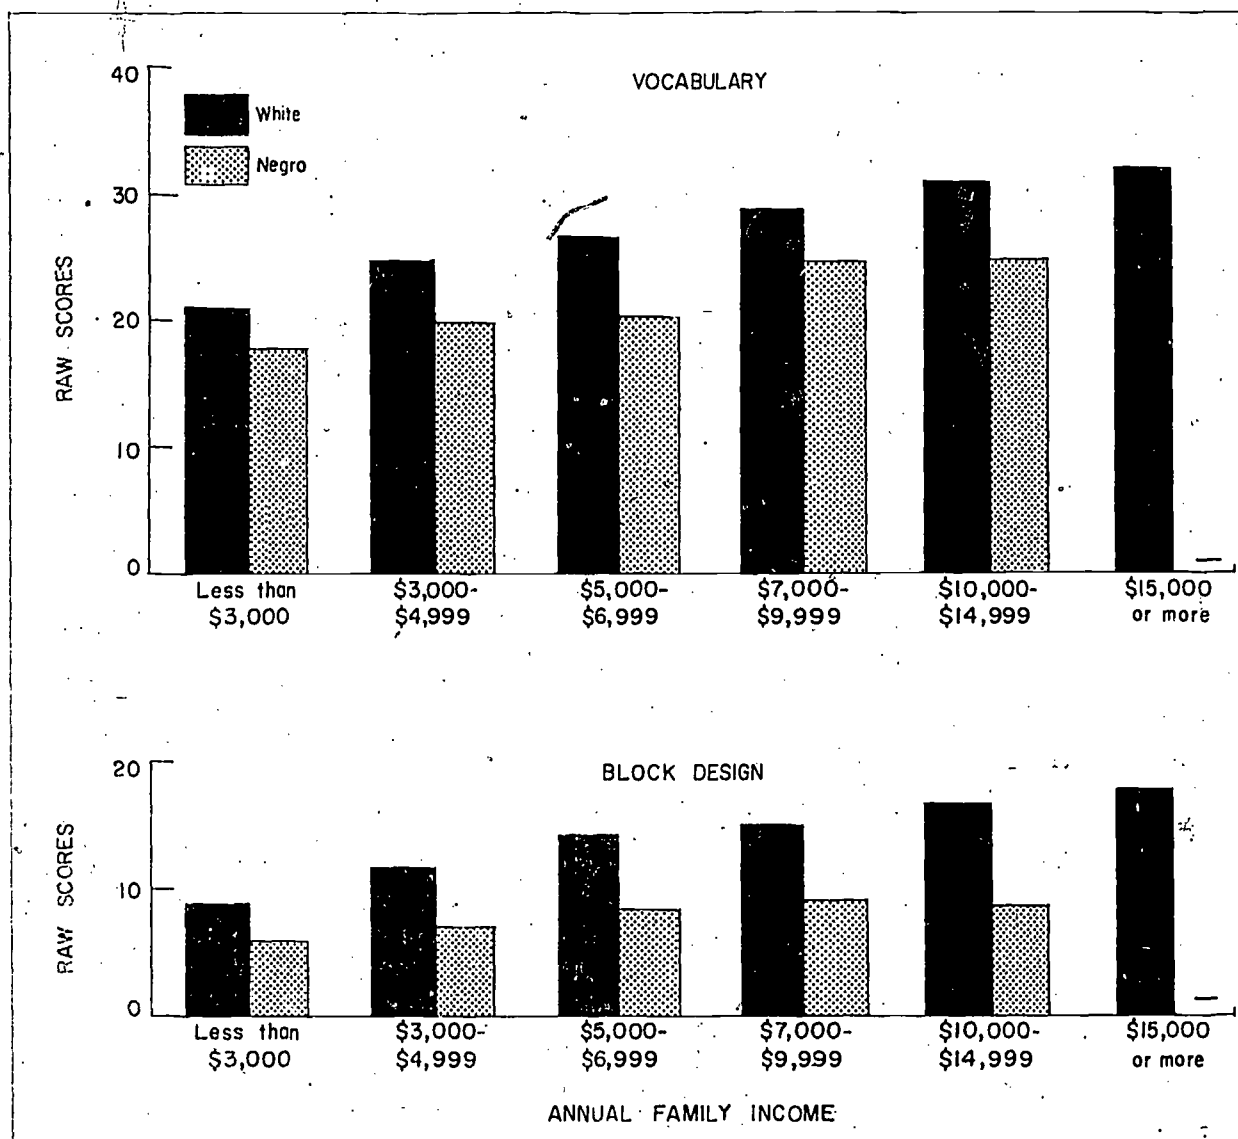 VOCABULARY
40
30
20
10
0
RAW SCORES
White
Negro
Less than $3,000- $5,000- $7,000- $10,000- $15,000
$3,000 $4,999 $6,999 $9,999 $14,999 or more
BLOCK DESIGN
20
10
0
RAW SCORES
Less than $3,000- $5,000- $7,000- $10,000- $15,000
$3,000 $4,999 $6,999 $9,999 $14,999 or more
ANNUAL FAMILY INCOME